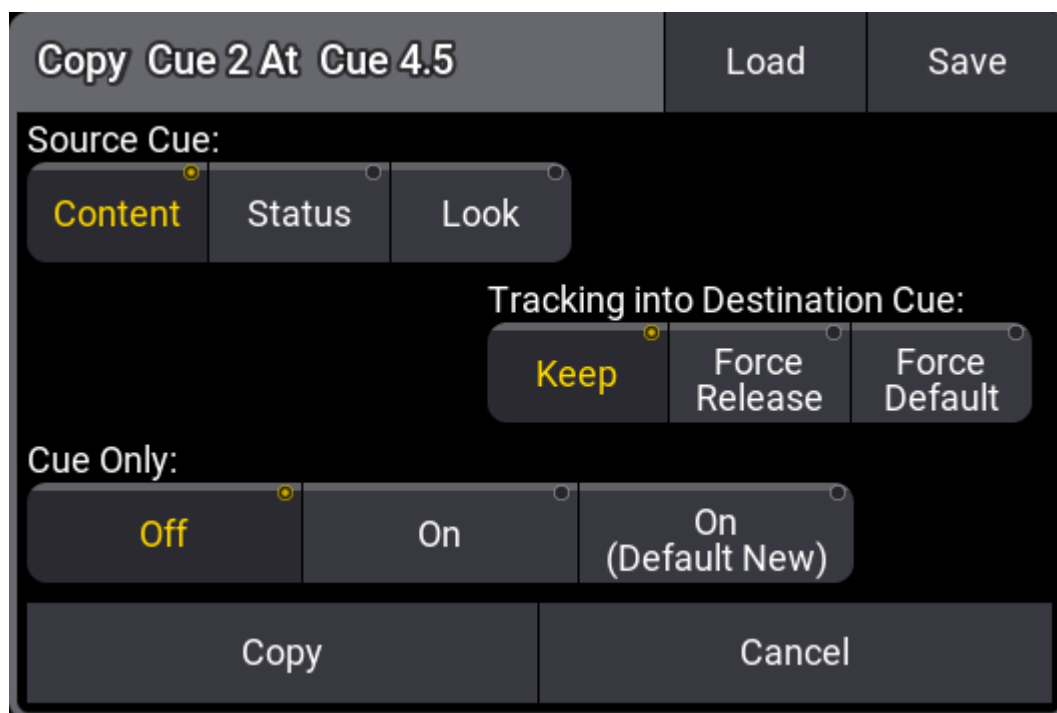 Copy Cue 2 At Cue 4.5 Load Save
Source Cue:
Content Status Look
Tracking into Destination Cue:
Keep Force Release Force Default
Cue Only:
Off On On (Default New)
Copy Cancel